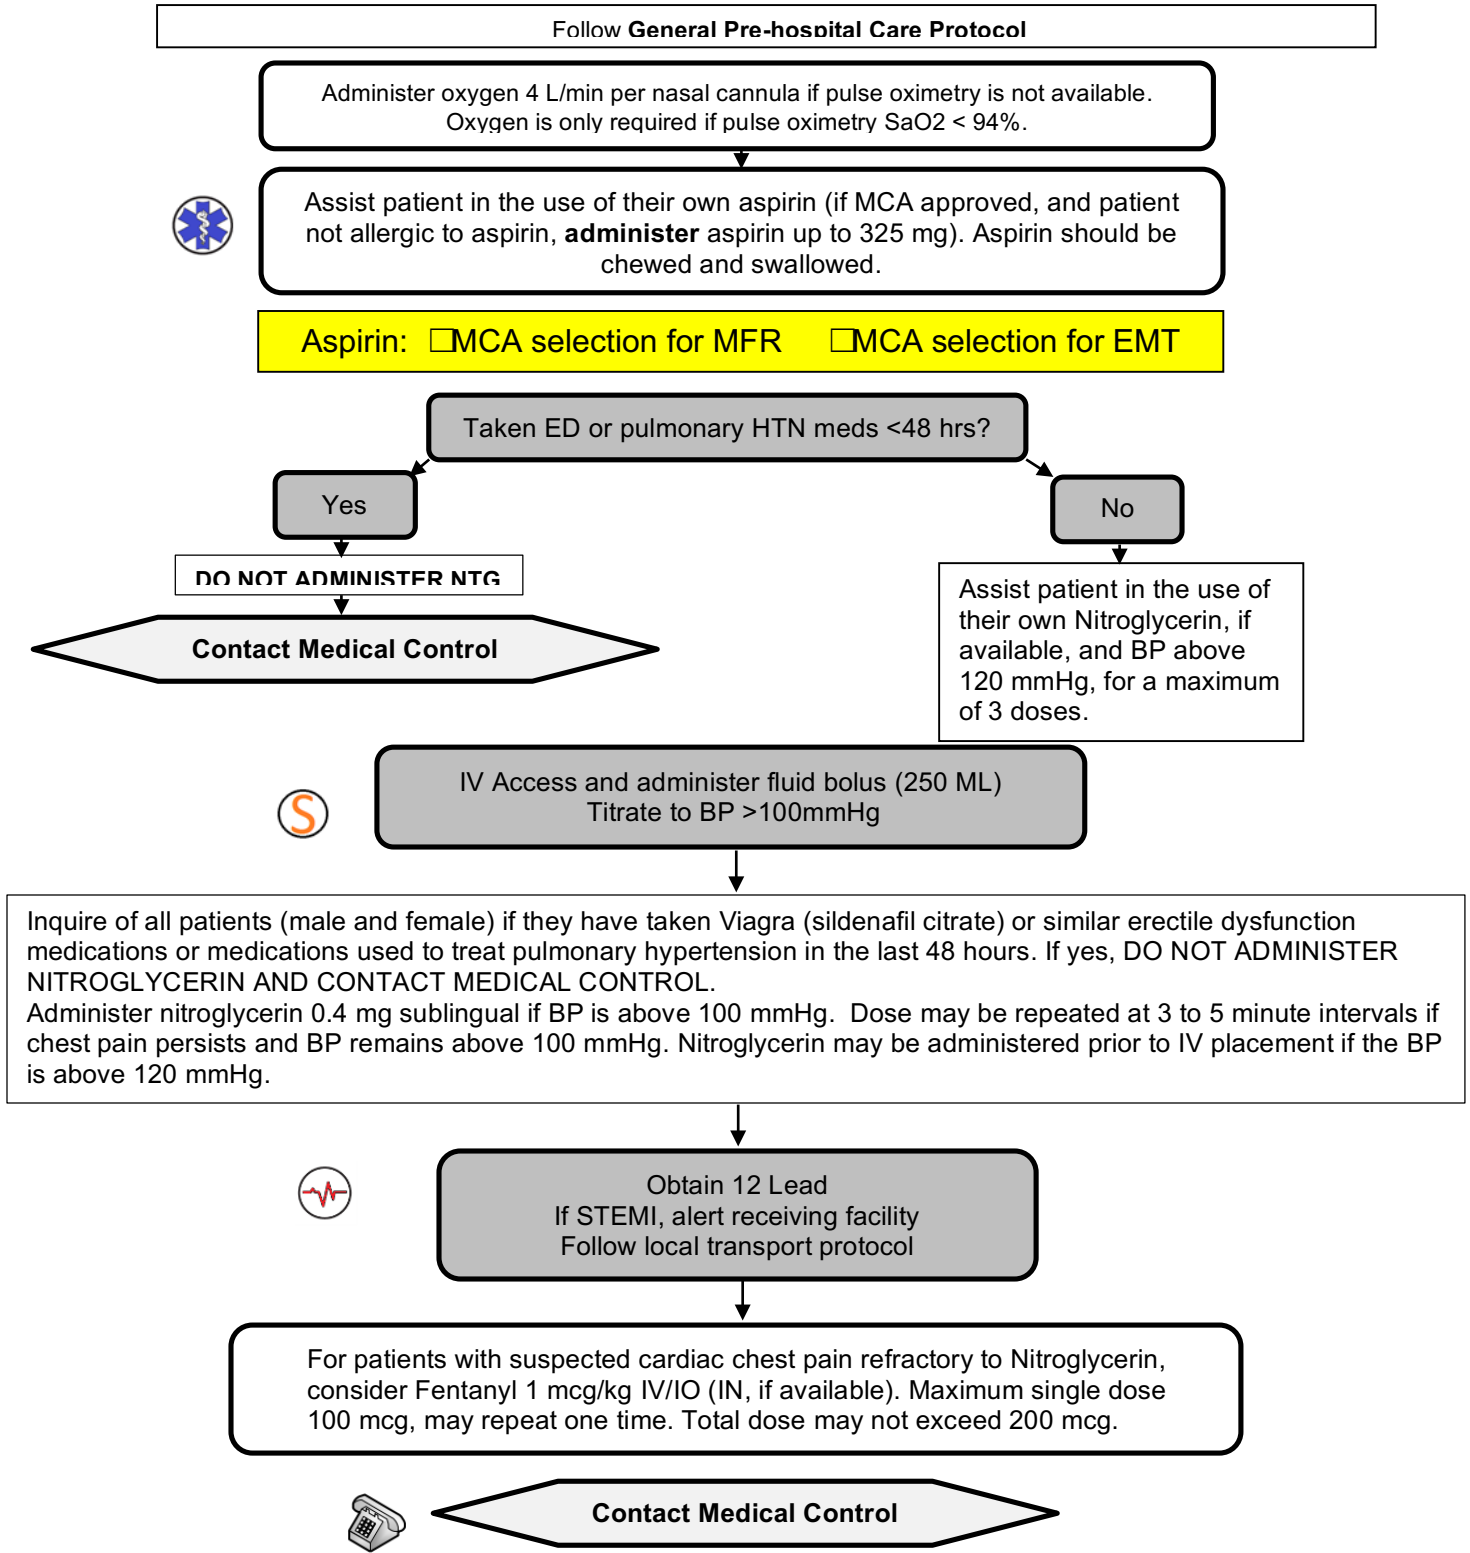 Follow General Pre-hospital Care Protocol
Administer oxygen 4 L/min per nasal cannula if pulse oximetry is not available.
Oxygen is only required if pulse oximetry SaO2 < 94%.
Assist patient in the use of their own aspirin (if MCA approved, and patient
not allergic to aspirin, administer aspirin up to 325 mg). Aspirin should be
chewed and swallowed.
Aspirin: ☐MCA selection for MFR ☐MCA selection for EMT
Taken ED or pulmonary HTN meds <48 hrs?
Yes
No
DO NOT ADMINISTER NTG
Contact Medical Control
Assist patient in the use of
their own Nitroglycerin, if
available, and BP above
120 mmHg, for a maximum
of 3 doses.
S
IV Access and administer fluid bolus (250 ML)
Titrate to BP >100mmHg
Inquire of all patients (male and female) if they have taken Viagra (sildenafil citrate) or similar erectile dysfunction
medications or medications used to treat pulmonary hypertension in the last 48 hours. If yes, DO NOT ADMINISTER
NITROGLYCERIN AND CONTACT MEDICAL CONTROL.
Administer nitroglycerin 0.4 mg sublingual if BP is above 100 mmHg. Dose may be repeated at 3 to 5 minute intervals if
chest pain persists and BP remains above 100 mmHg. Nitroglycerin may be administered prior to IV placement if the BP
is above 120 mmHg.
Obtain 12 Lead
If STEMI, alert receiving facility
Follow local transport protocol
For patients with suspected cardiac chest pain refractory to Nitroglycerin,
consider Fentanyl 1 mcg/kg IV/IO (IN, if available). Maximum single dose
100 mcg, may repeat one time. Total dose may not exceed 200 mcg.
Contact Medical Control